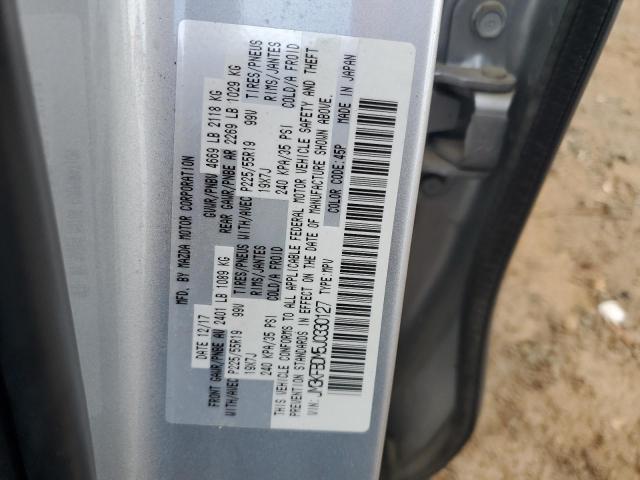 MFD. BY MAZDA MOTOR CORPORATION
DATE 12/17 GVWR/PNBV 4669 LB 2118 KG
FRONT GAWR/PNBE AV 2401 LB 1089 KG REAR GAWR/PNBE AR 2269 LB 1029 KG
WITH/AVEC P225/55R19 99V TIRES/PNEUS WITH/AVEC P225/55R19 99V TIRES/PNEUS
19X7J RIMS/JANTES 19X7J RIMS/JANTES
240 KPA/35 PSI COLD/A FROID 240 KPA/35 PSI COLD/A FROID
THIS VEHICLE CONFORMS TO ALL APPLICABLE FEDERAL MOTOR VEHICLE SAFETY AND THEFT
PREVENTION STANDARDS IN EFFECT ON THE DATE OF MANUFACTURE SHOWN ABOVE.
VIN: JM3KFBDM5J0330127 TYPE:MPV COLOR CODE:45P MADE IN JAPAN